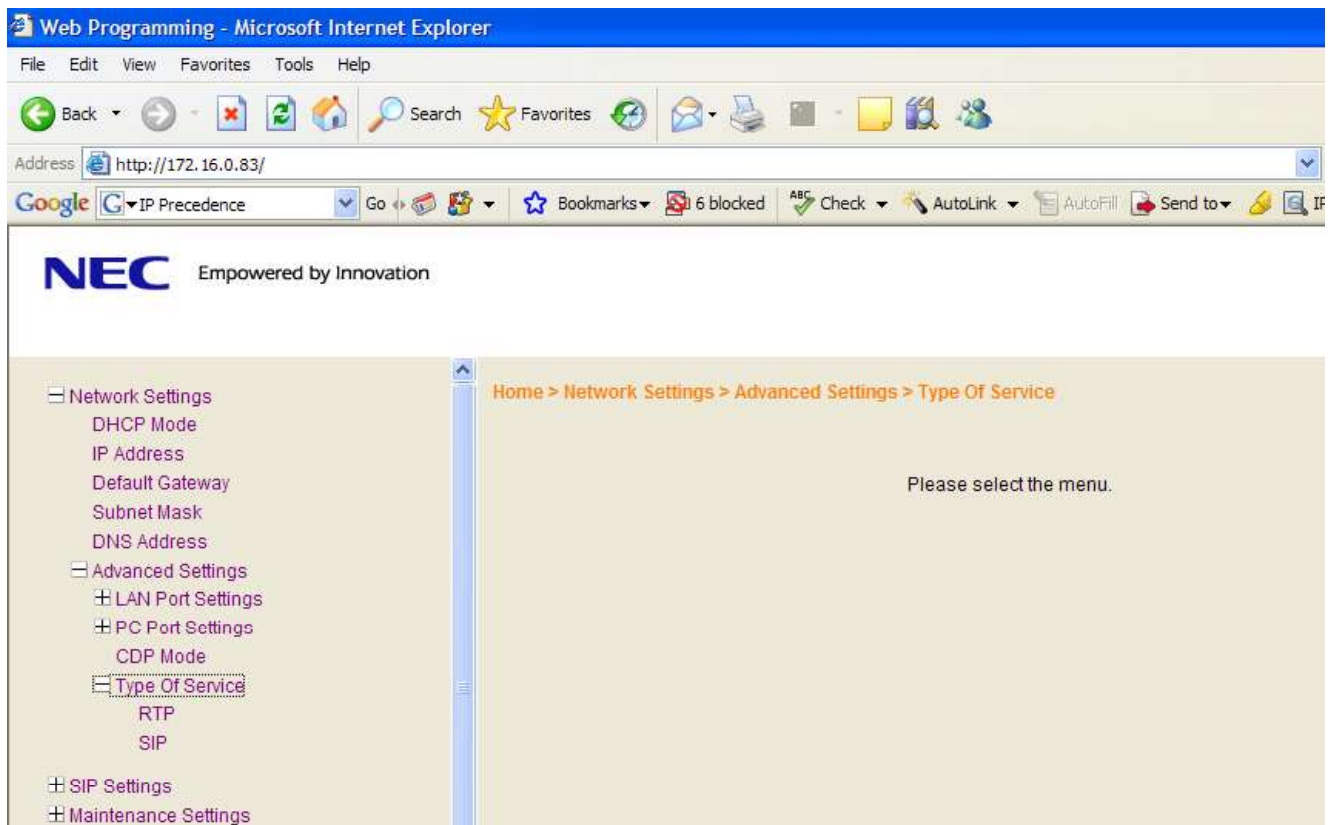 Web Programming - Microsoft Internet Explorer
File Edit View Favorites Tools Help
Back Search Favorites
Address http://172.16.0.83/
Google G IP Precedence Go Bookmarks 6 blocked ABC Check AutoLink AutoFill Send to
NEC Empowered by Innovation
Home > Network Settings > Advanced Settings > Type Of Service
Please select the menu.
Network Settings
DHCP Mode
IP Address
Default Gateway
Subnet Mask
DNS Address
Advanced Settings
LAN Port Settings
PC Port Settings
CDP Mode
Type Of Service
RTP
SIP
SIP Settings
Maintenance Settings